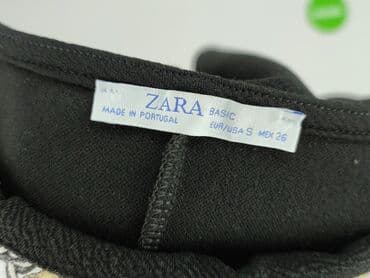 ZARA BASIC
MADE IN PORTUGAL EUR/USA S MEX 26